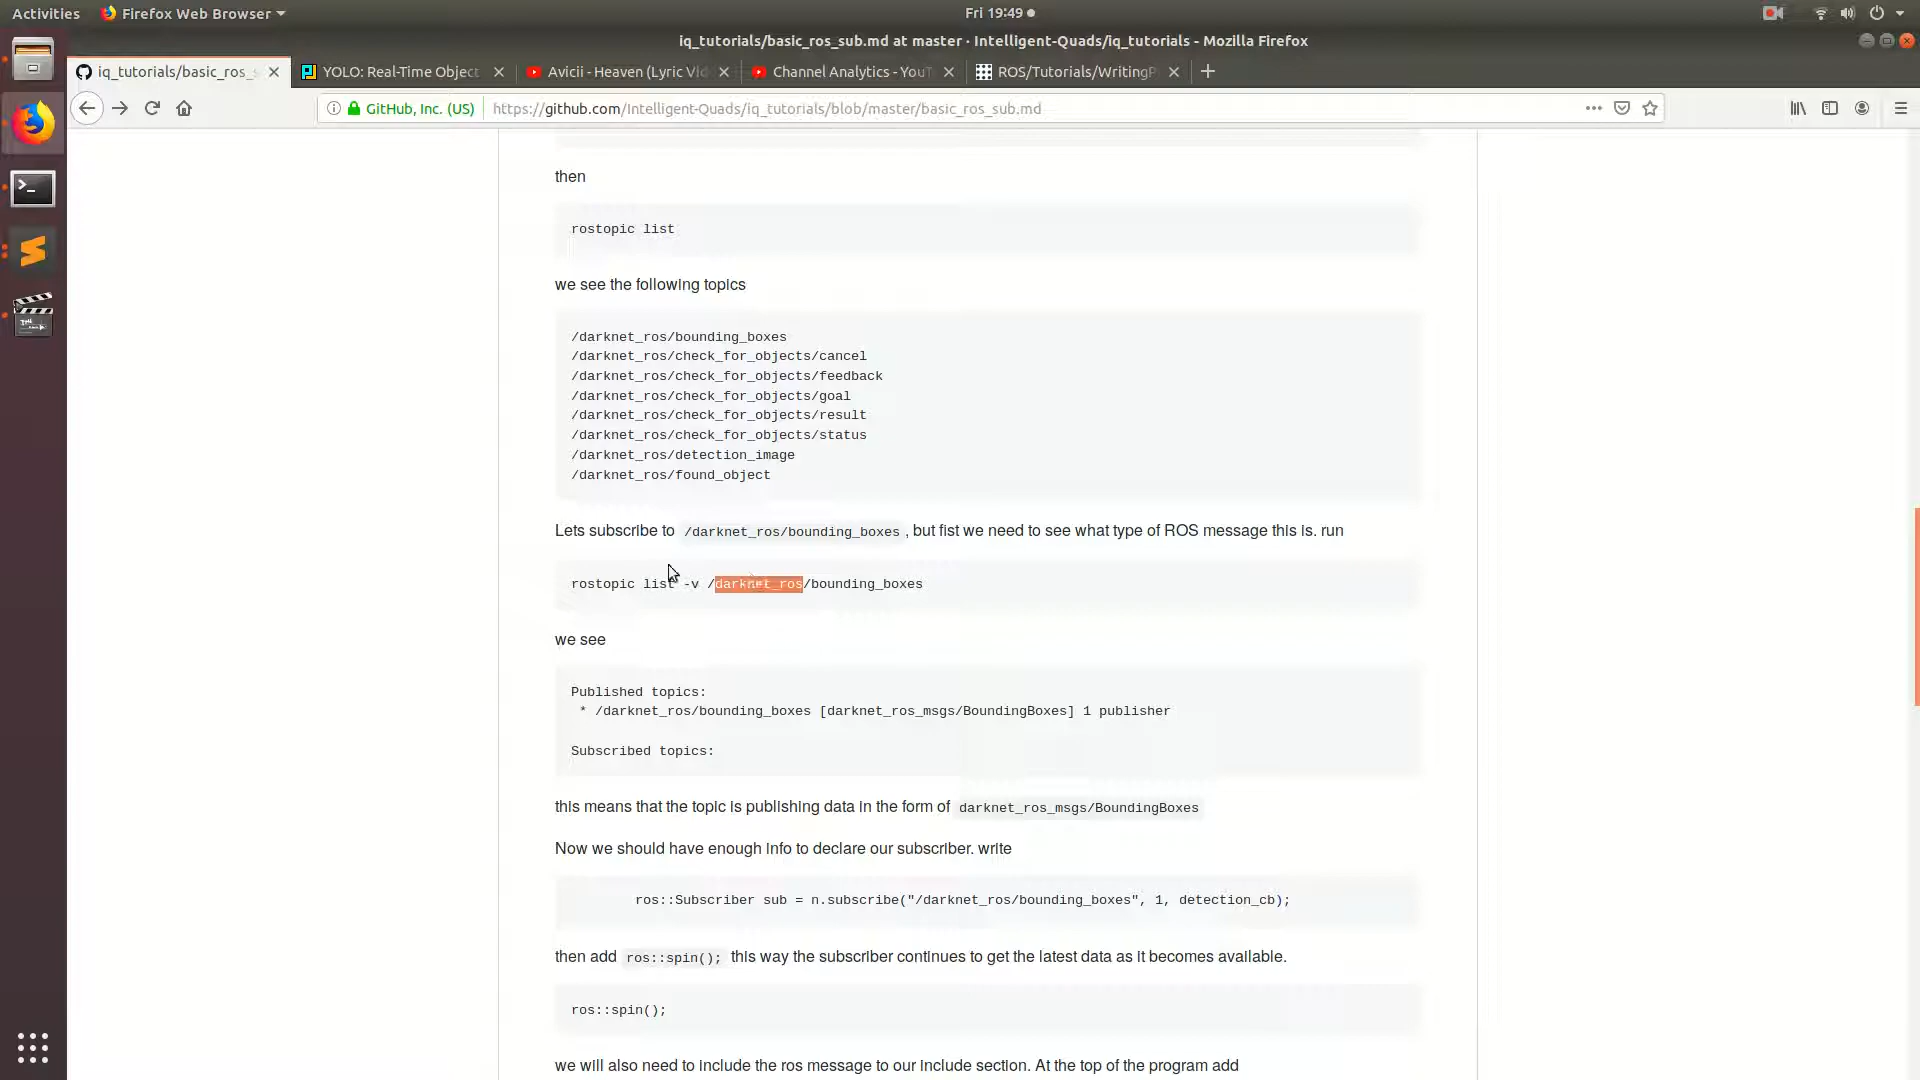 Activities
Firefox Web Browser
Fri 19:49
iq_tutorials/basic_ros_sub.md at master · Intelligent-Quads/iq_tutorials - Mozilla Firefox
iq_tutorials/basic_ros_s
YOLO: Real-Time Object
Avicii - Heaven (Lyric Vid
Channel Analytics - YouT
ROS/Tutorials/WritingP
GitHub, Inc. (US)
https://github.com/Intelligent-Quads/iq_tutorials/blob/master/basic_ros_sub.md
then
rostopic list
we see the following topics
/darknet_ros/bounding_boxes
/darknet_ros/check_for_objects/cancel
/darknet_ros/check_for_objects/feedback
/darknet_ros/check_for_objects/goal
/darknet_ros/check_for_objects/result
/darknet_ros/check_for_objects/status
/darknet_ros/detection_image
/darknet_ros/found_object
Lets subscribe to /darknet_ros/bounding_boxes , but fist we need to see what type of ROS message this is. run
rostopic list -v /darknet_ros/bounding_boxes
we see
Published topics:
* /darknet_ros/bounding_boxes [darknet_ros_msgs/BoundingBoxes] 1 publisher
Subscribed topics:
this means that the topic is publishing data in the form of darknet_ros_msgs/BoundingBoxes
Now we should have enough info to declare our subscriber. write
ros::Subscriber sub = n.subscribe("/darknet_ros/bounding_boxes", 1, detection_cb);
then add ros::spin(); this way the subscriber continues to get the latest data as it becomes available.
ros::spin();
we will also need to include the ros message to our include section. At the top of the program add